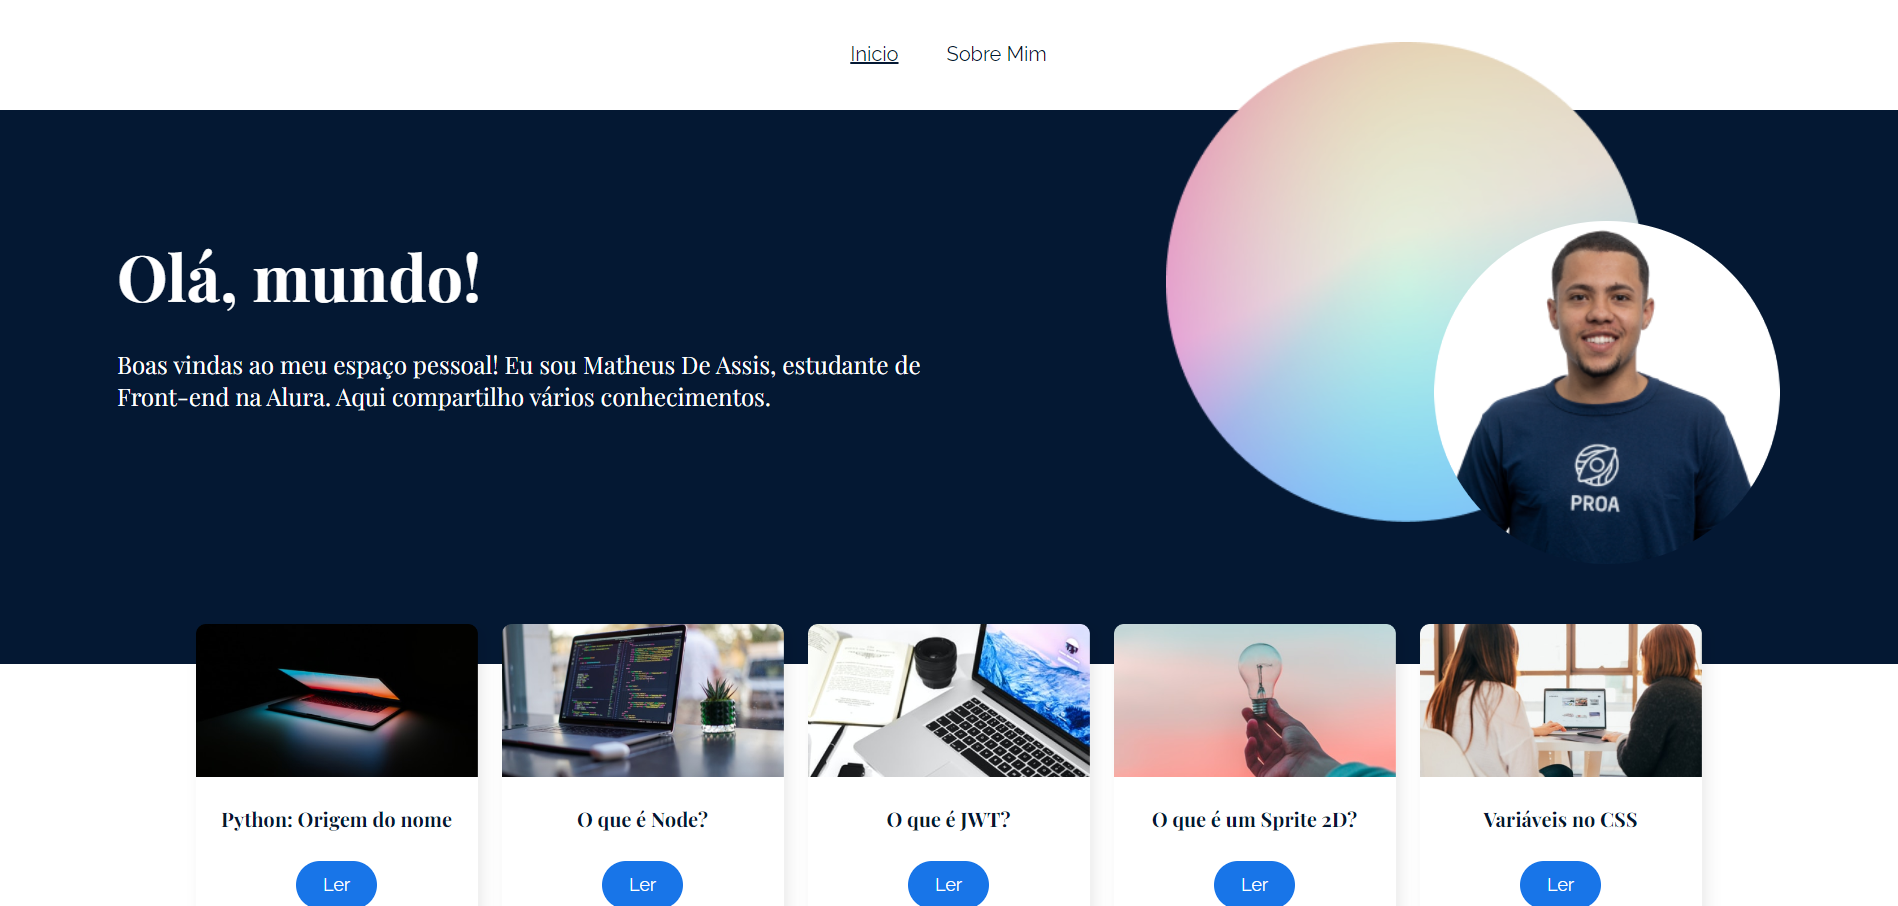 Inicio
Sobre Mim
Olá, mundo!
Boas vindas ao meu espaço pessoal! Eu sou Matheus De Assis, estudante de
Front-end na Alura. Aqui compartilho vários conhecimentos.
PROA
Python: Origem do nome
O que é Node?
O que é JWT?
O que é um Sprite 2D?
Variáveis no CSS
Ler
Ler
Ler
Ler
Ler